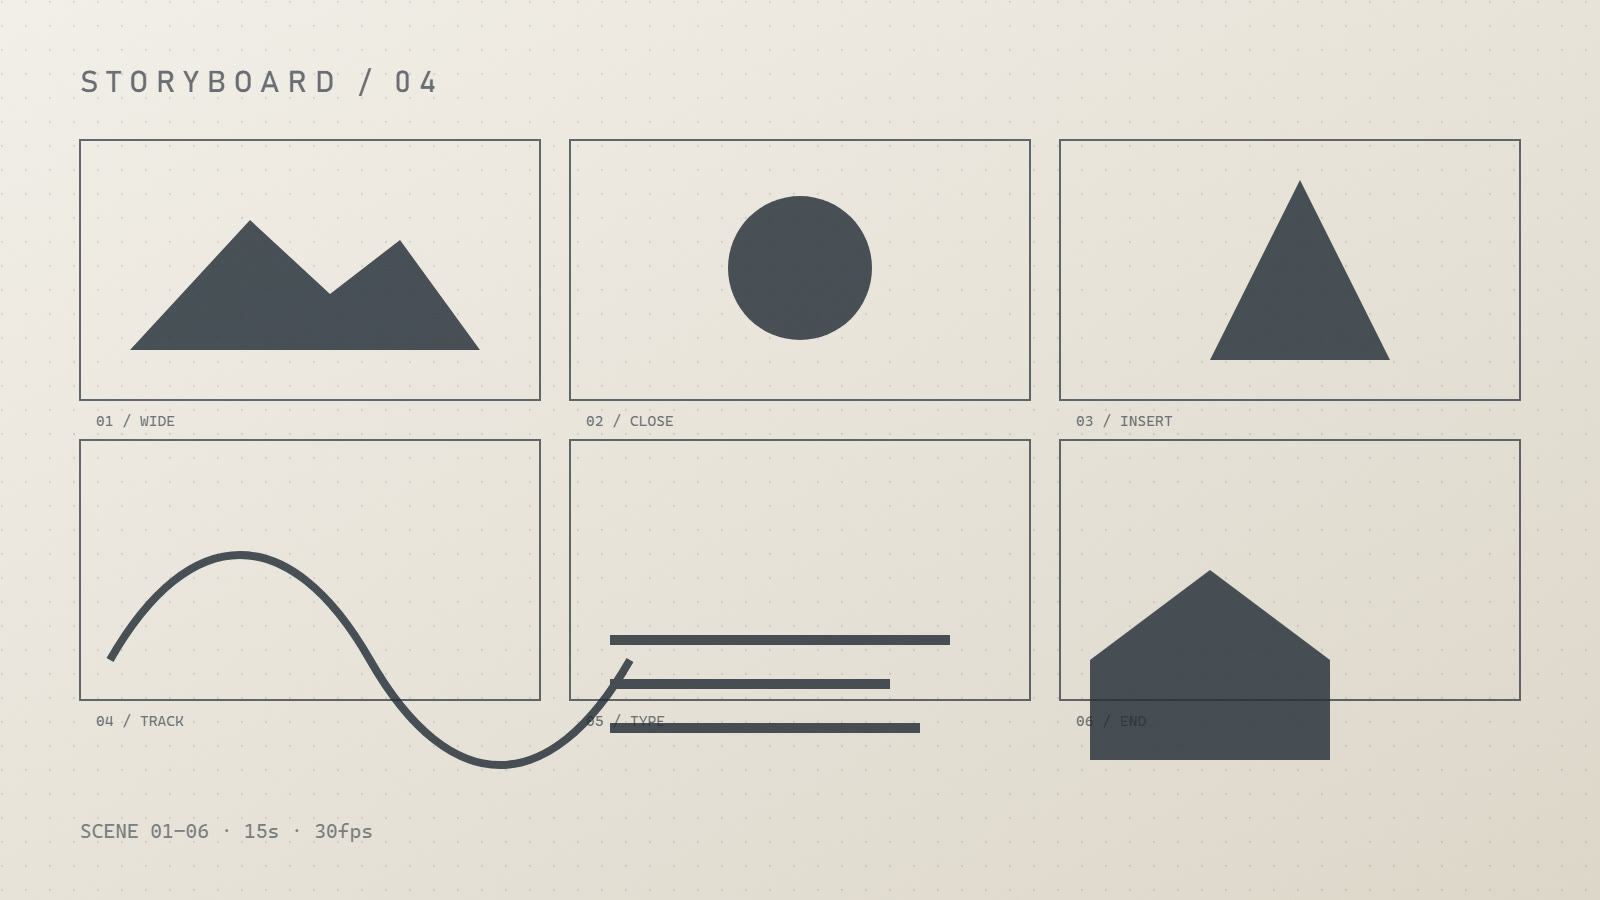 STORYBOARD / 04
01 / WIDE
02 / CLOSE
03 / INSERT
04 / TRACK
05 / TYPE
06 / END
SCENE 01–06 · 15s · 30fps